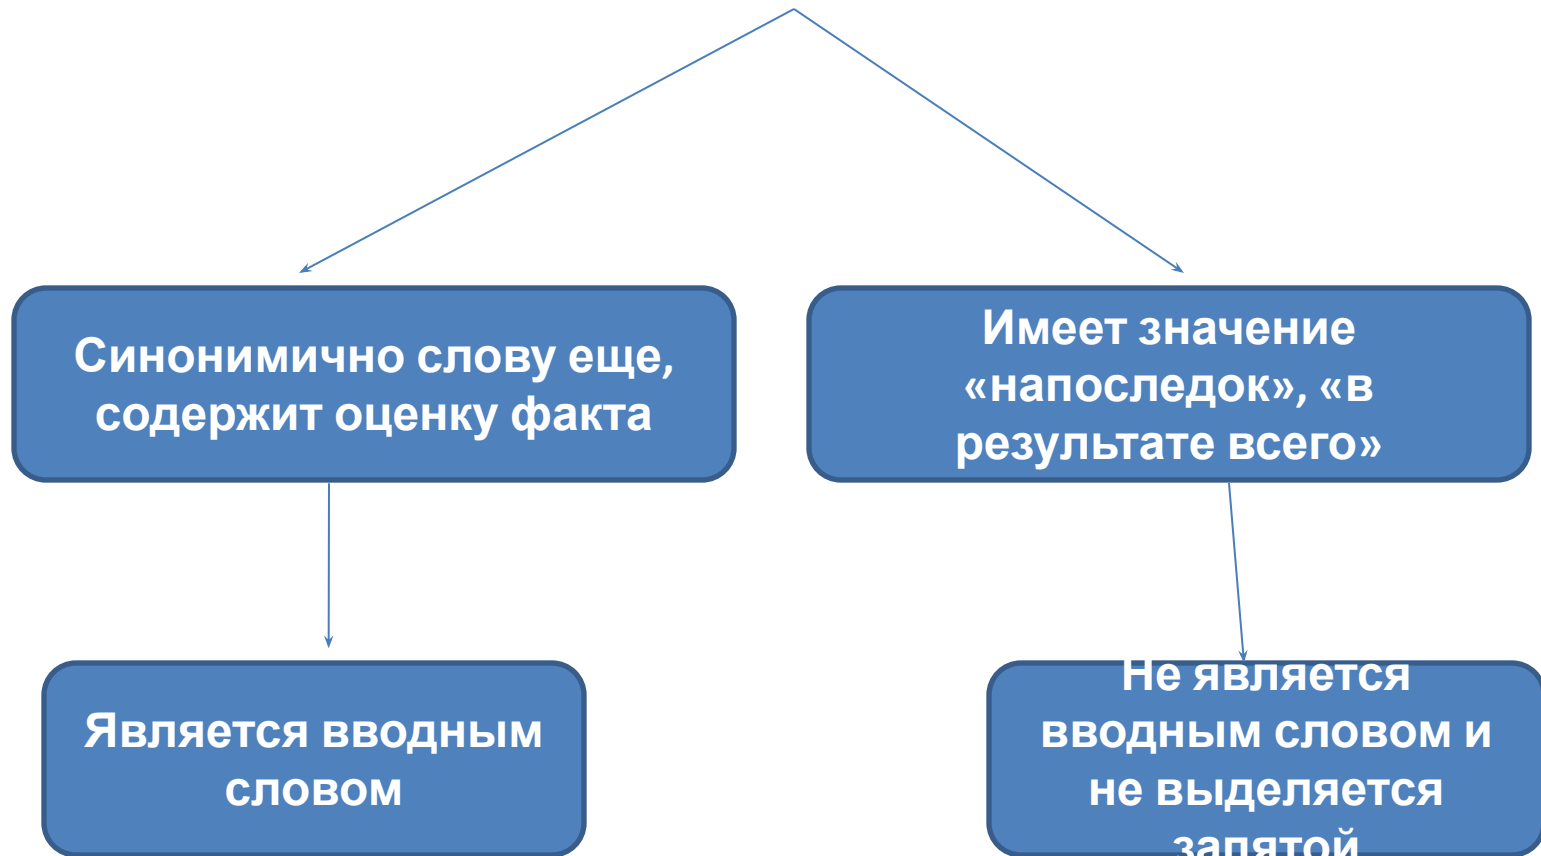 Синонимично слову еще,
содержит оценку факта
Имеет значение
«напоследок», «в
результате всего»
Является вводным
словом
Не является
вводным словом и
не выделяется
запятой